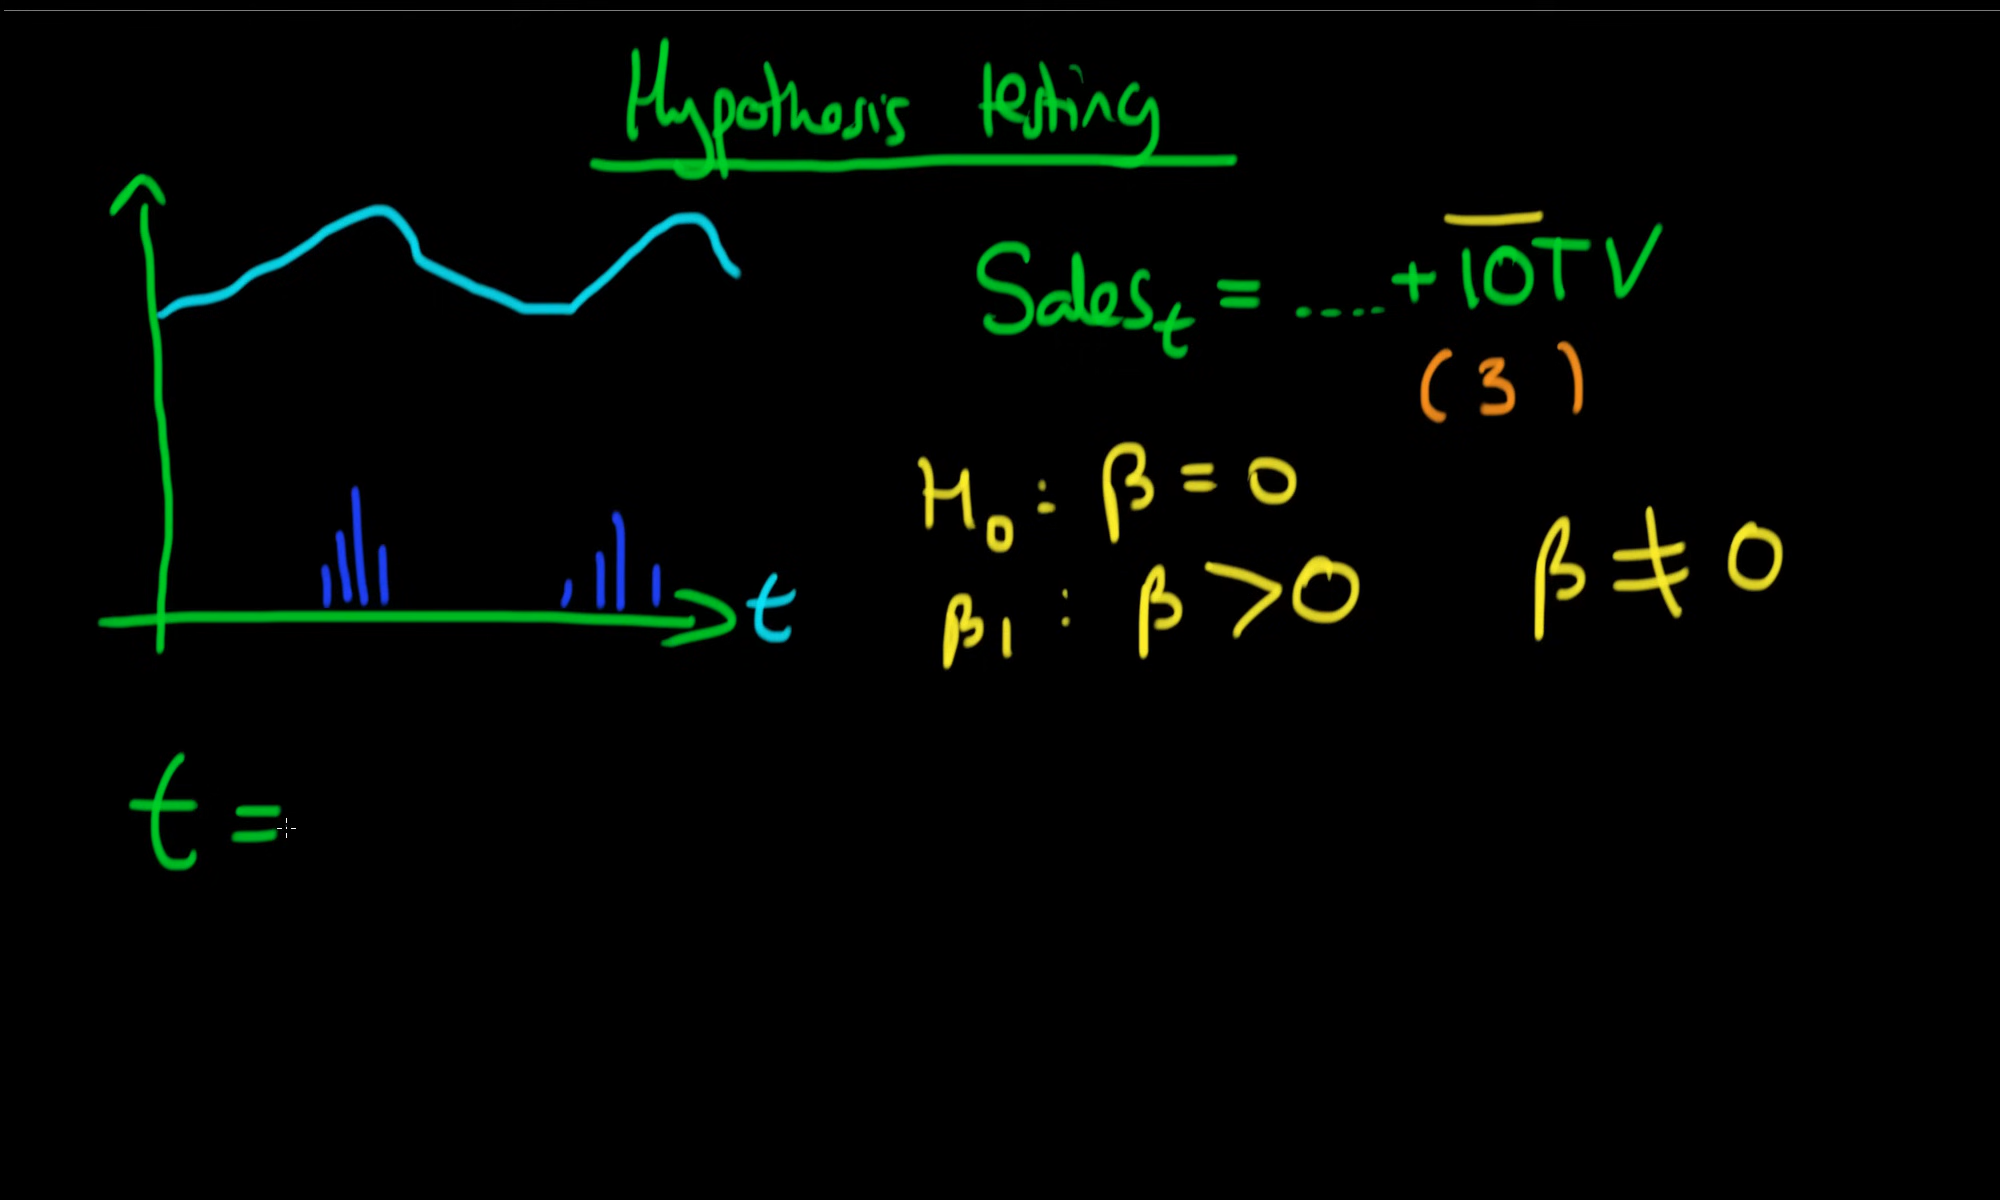 Hypothesis testing
Salest = ..... + 10TV
(3)
H0 : β = 0
β1 : β > 0
β ≠ 0
t
t =